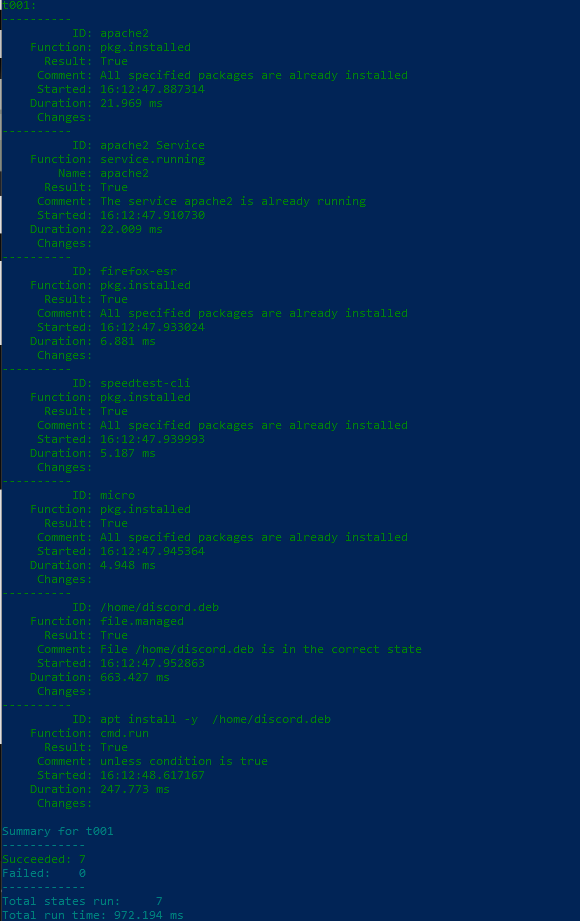 t001:
----------
          ID: apache2
    Function: pkg.installed
      Result: True
     Comment: All specified packages are already installed
     Started: 16:12:47.887314
    Duration: 21.969 ms
     Changes:
----------
          ID: apache2 Service
    Function: service.running
        Name: apache2
      Result: True
     Comment: The service apache2 is already running
     Started: 16:12:47.910730
    Duration: 22.009 ms
     Changes:
----------
          ID: firefox-esr
    Function: pkg.installed
      Result: True
     Comment: All specified packages are already installed
     Started: 16:12:47.933024
    Duration: 6.881 ms
     Changes:
----------
          ID: speedtest-cli
    Function: pkg.installed
      Result: True
     Comment: All specified packages are already installed
     Started: 16:12:47.939993
    Duration: 5.187 ms
     Changes:
----------
          ID: micro
    Function: pkg.installed
      Result: True
     Comment: All specified packages are already installed
     Started: 16:12:47.945364
    Duration: 4.948 ms
     Changes:
----------
          ID: /home/discord.deb
    Function: file.managed
      Result: True
     Comment: File /home/discord.deb is in the correct state
     Started: 16:12:47.952863
    Duration: 663.427 ms
     Changes:
----------
          ID: apt install -y  /home/discord.deb
    Function: cmd.run
      Result: True
     Comment: unless condition is true
     Started: 16:12:48.617167
    Duration: 247.773 ms
     Changes:
Summary for t001
------------
Succeeded: 7
Failed:    0
------------
Total states run:     7
Total run time: 972.194 ms